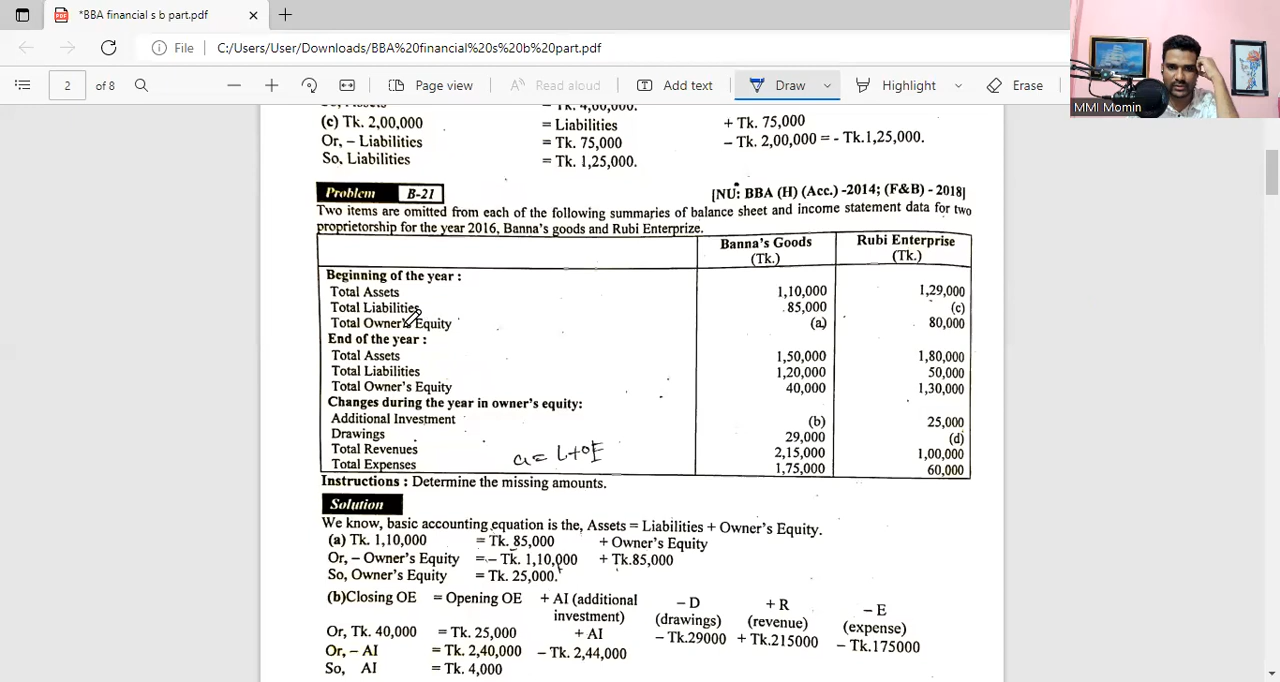 *BBA financial s b part.pdf
File C:/Users/User/Downloads/BBA%20financial%20s%20b%20part.pdf
2 of 8 Page view Read aloud Add text Draw Highlight Erase
MMI Momin
(c) Tk. 2,00,000 = Liabilities + Tk. 75,000
Or, – Liabilities = Tk. 75,000 – Tk. 2,00,000 = - Tk.1,25,000.
So, Liabilities = Tk. 1,25,000.
Problem B-21 [NU: BBA (H) (Acc.) -2014; (F&B) - 2018]
Two items are omitted from each of the following summaries of balance sheet and income statement data for two
proprietorship for the year 2016, Banna's goods and Rubi Enterprize.
Banna's Goods Rubi Enterprise
(Tk.) (Tk.)
Beginning of the year :
Total Assets 1,10,000 1,29,000
Total Liabilities 85,000 (c)
Total Owner's Equity (a) 80,000
End of the year :
Total Assets 1,50,000 1,80,000
Total Liabilities 1,20,000 50,000
Total Owner's Equity 40,000 1,30,000
Changes during the year in owner's equity:
Additional Investment (b) 25,000
Drawings 29,000 (d)
Total Revenues 2,15,000 1,00,000
Total Expenses 1,75,000 60,000
a = L+OE
Instructions : Determine the missing amounts.
Solution
We know, basic accounting equation is the, Assets = Liabilities + Owner's Equity.
(a) Tk. 1,10,000 = Tk. 85,000 + Owner's Equity
Or, – Owner's Equity = – Tk. 1,10,000 + Tk.85,000
So, Owner's Equity = Tk. 25,000.
(b)Closing OE = Opening OE + AI (additional investment) – D (drawings) + R (revenue) – E (expense)
Or, Tk. 40,000 = Tk. 25,000 + AI – Tk.29000 + Tk.215000 – Tk.175000
Or, – AI = Tk. 2,40,000 – Tk. 2,44,000
So, AI = Tk. 4,000